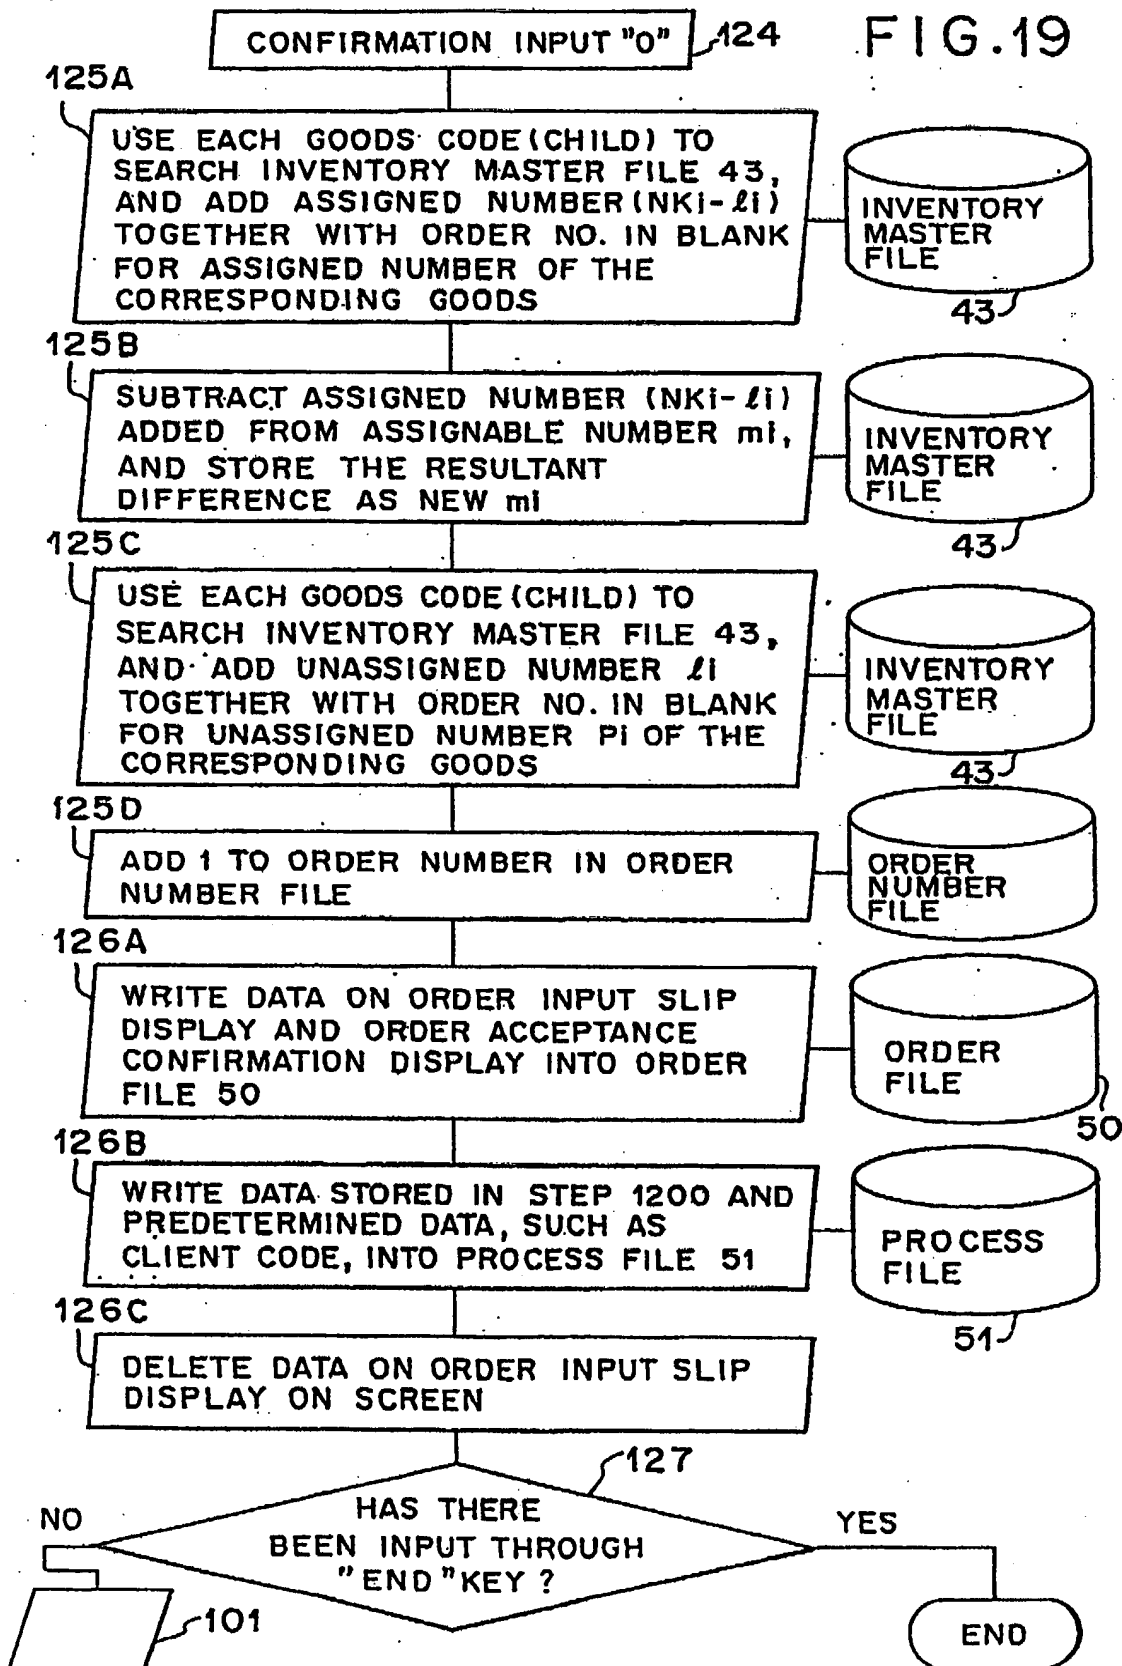 FIG.19
CONFIRMATION INPUT "0"
124
125A
USE EACH GOODS CODE (CHILD) TO
SEARCH INVENTORY MASTER FILE 43,
AND ADD ASSIGNED NUMBER (NKi-ℓi)
TOGETHER WITH ORDER NO. IN BLANK
FOR ASSIGNED NUMBER OF THE
CORRESPONDING GOODS
INVENTORY
MASTER
FILE
43
125B
SUBTRACT ASSIGNED NUMBER (NKi-ℓi)
ADDED FROM ASSIGNABLE NUMBER mi,
AND STORE THE RESULTANT
DIFFERENCE AS NEW mi
INVENTORY
MASTER
FILE
43
125C
USE EACH GOODS CODE (CHILD) TO
SEARCH INVENTORY MASTER FILE 43,
AND ADD UNASSIGNED NUMBER ℓi
TOGETHER WITH ORDER NO. IN BLANK
FOR UNASSIGNED NUMBER Pi OF THE
CORRESPONDING GOODS
INVENTORY
MASTER
FILE
43
125D
ADD 1 TO ORDER NUMBER IN ORDER
NUMBER FILE
ORDER
NUMBER
FILE
126A
WRITE DATA ON ORDER INPUT SLIP
DISPLAY AND ORDER ACCEPTANCE
CONFIRMATION DISPLAY INTO ORDER
FILE 50
ORDER
FILE
50
126B
WRITE DATA STORED IN STEP 1200 AND
PREDETERMINED DATA, SUCH AS
CLIENT CODE, INTO PROCESS FILE 51
PROCESS
FILE
51
126C
DELETE DATA ON ORDER INPUT SLIP
DISPLAY ON SCREEN
127
HAS THERE
BEEN INPUT THROUGH
"END" KEY ?
NO
YES
101
END